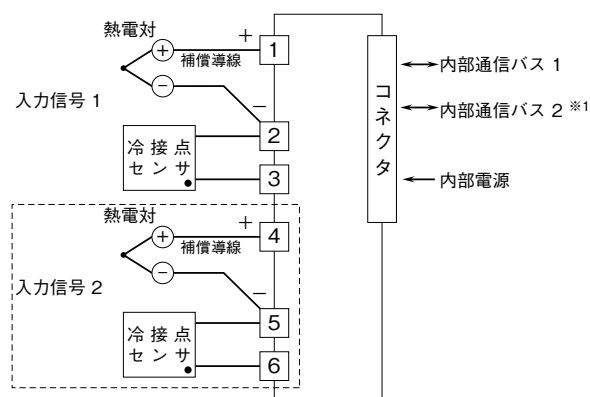 熱電対
+
+
補償導線
1
入力信号 1
−
−
2
冷 接 点
セ ン サ
3
コネクタ
内部通信バス 1
内部通信バス 2 ※1
内部電源
熱電対
+
+
補償導線
4
入力信号 2
−
−
5
冷 接 点
セ ン サ
6